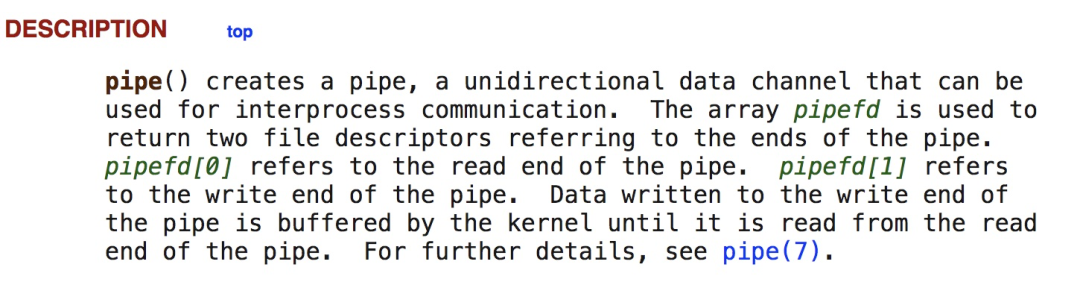 DESCRIPTION top
pipe() creates a pipe, a unidirectional data channel that can be
used for interprocess communication.  The array pipefd is used to
return two file descriptors referring to the ends of the pipe.
pipefd[0] refers to the read end of the pipe.  pipefd[1] refers
to the write end of the pipe.  Data written to the write end of
the pipe is buffered by the kernel until it is read from the read
end of the pipe.  For further details, see pipe(7).